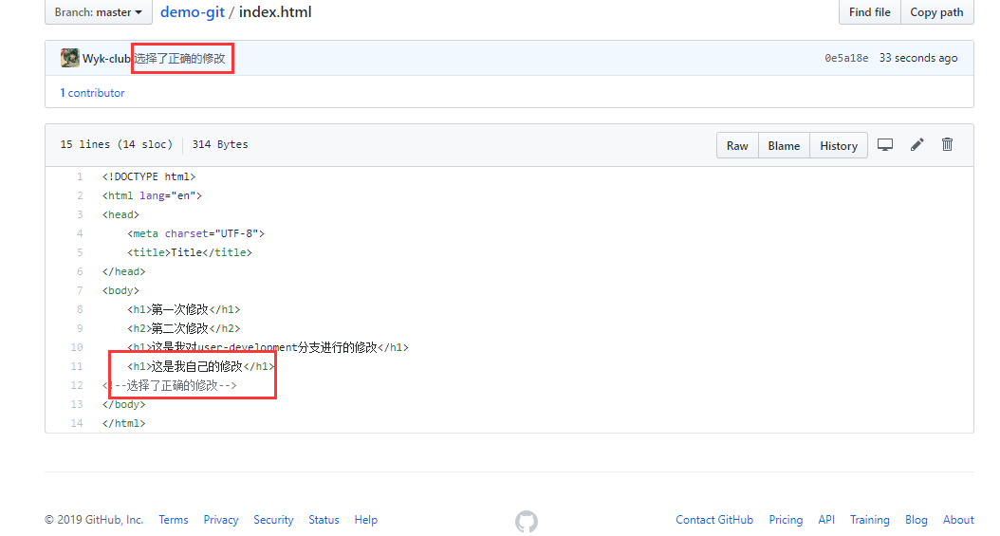 Branch: master
demo-git / index.html
Find file
Copy path
Wyk-club 选择了正确的修改
0e5a18e 33 seconds ago
1 contributor
15 lines (14 sloc) 314 Bytes
Raw Blame History
1 <!DOCTYPE html>
2 <html lang="en">
3 <head>
4 <meta charset="UTF-8">
5 <title>Title</title>
6 </head>
7 <body>
8 <h1>第一次修改</h1>
9 <h2>第二次修改</h2>
10 <h1>这是我对user-development分支进行的修改</h1>
11 <h1>这是我自己的修改</h1>
12 <!--选择了正确的修改-->
13 </body>
14 </html>
© 2019 GitHub, Inc. Terms Privacy Security Status Help
Contact GitHub Pricing API Training Blog About